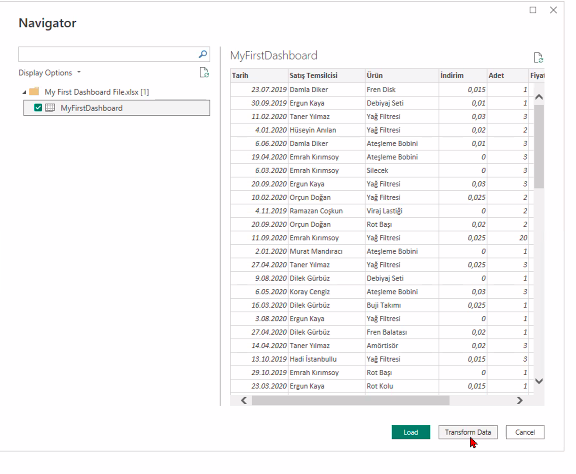 Navigator
Display Options
My First Dashboard File.xlsx [1]
MyFirstDashboard
MyFirstDashboard
Tarih Satış Temsilcisi Ürün İndirim Adet Fiyat
23.07.2019 Damla Diker Fren Disk 0,015 1
30.09.2019 Ergun Kaya Debiyaj Seti 0,01 1
11.02.2020 Taner Yılmaz Yağ Filtresi 0,03 3
4.01.2020 Hüseyin Anılan Yağ Filtresi 0,02 2
6.06.2020 Damla Diker Ateşleme Bobini 0,01 3
19.04.2020 Emrah Kırımsoy Ateşleme Bobini 0 3
6.03.2020 Emrah Kırımsoy Silecek 0 3
20.09.2020 Ergun Kaya Yağ Filtresi 0,03 3
10.02.2020 Orçun Doğan Yağ Filtresi 0,025 2
4.11.2019 Ramazan Coşkun Viraj Lastiği 0 2
20.09.2020 Orçun Doğan Rot Başı 0,02 2
11.09.2020 Emrah Kırımsoy Yağ Filtresi 0,025 20
2.01.2020 Murat Mandıracı Ateşleme Bobini 0 1
27.04.2020 Taner Yılmaz Yağ Filtresi 0,025 3
9.08.2020 Dilek Gürbüz Debiyaj Seti 0 1
6.05.2020 Koray Cengiz Ateşleme Bobini 0,03 3
16.03.2020 Dilek Gürbüz Buji Takımı 0,025 1
3.08.2020 Ergun Kaya Yağ Filtresi 0 1
27.04.2020 Dilek Gürbüz Fren Balatası 0,02 1
14.04.2020 Taner Yılmaz Amörtisör 0,02 3
13.10.2019 Hadi İstanbullu Yağ Filtresi 0,015 3
29.10.2019 Emrah Kırımsoy Rot Başı 0 1
23.03.2020 Ergun Kaya Rot Kolu 0,015 1
Load Transform Data Cancel